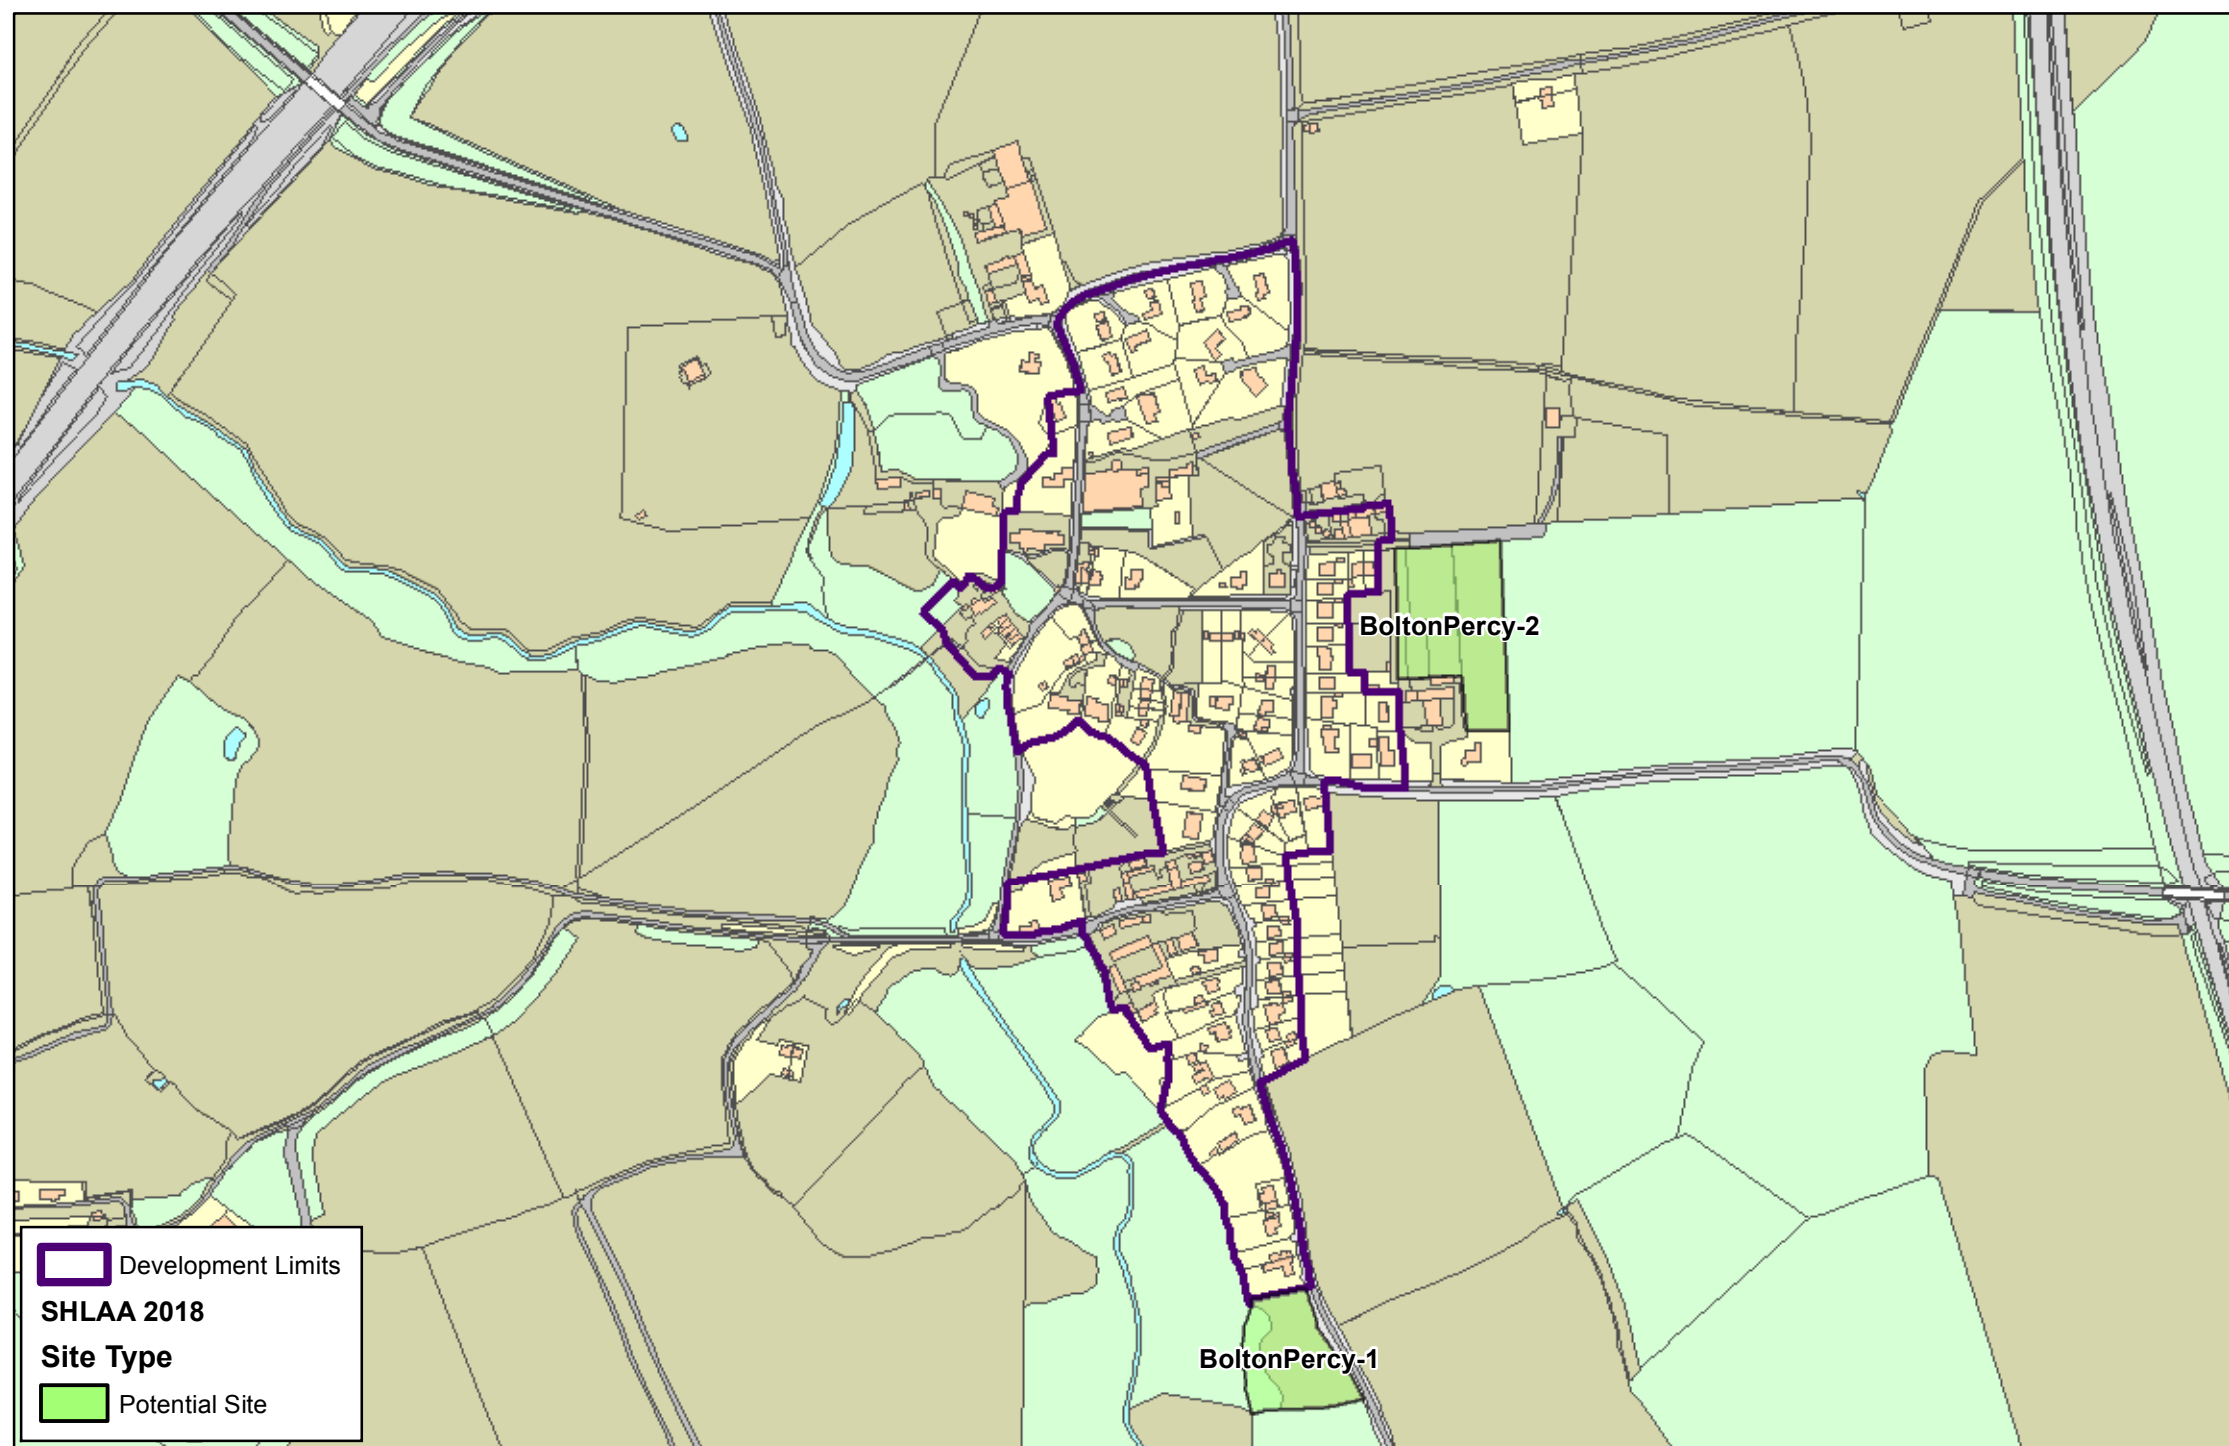 BoltonPercy-2
BoltonPercy-1
Development Limits
SHLAA 2018
Site Type
Potential Site